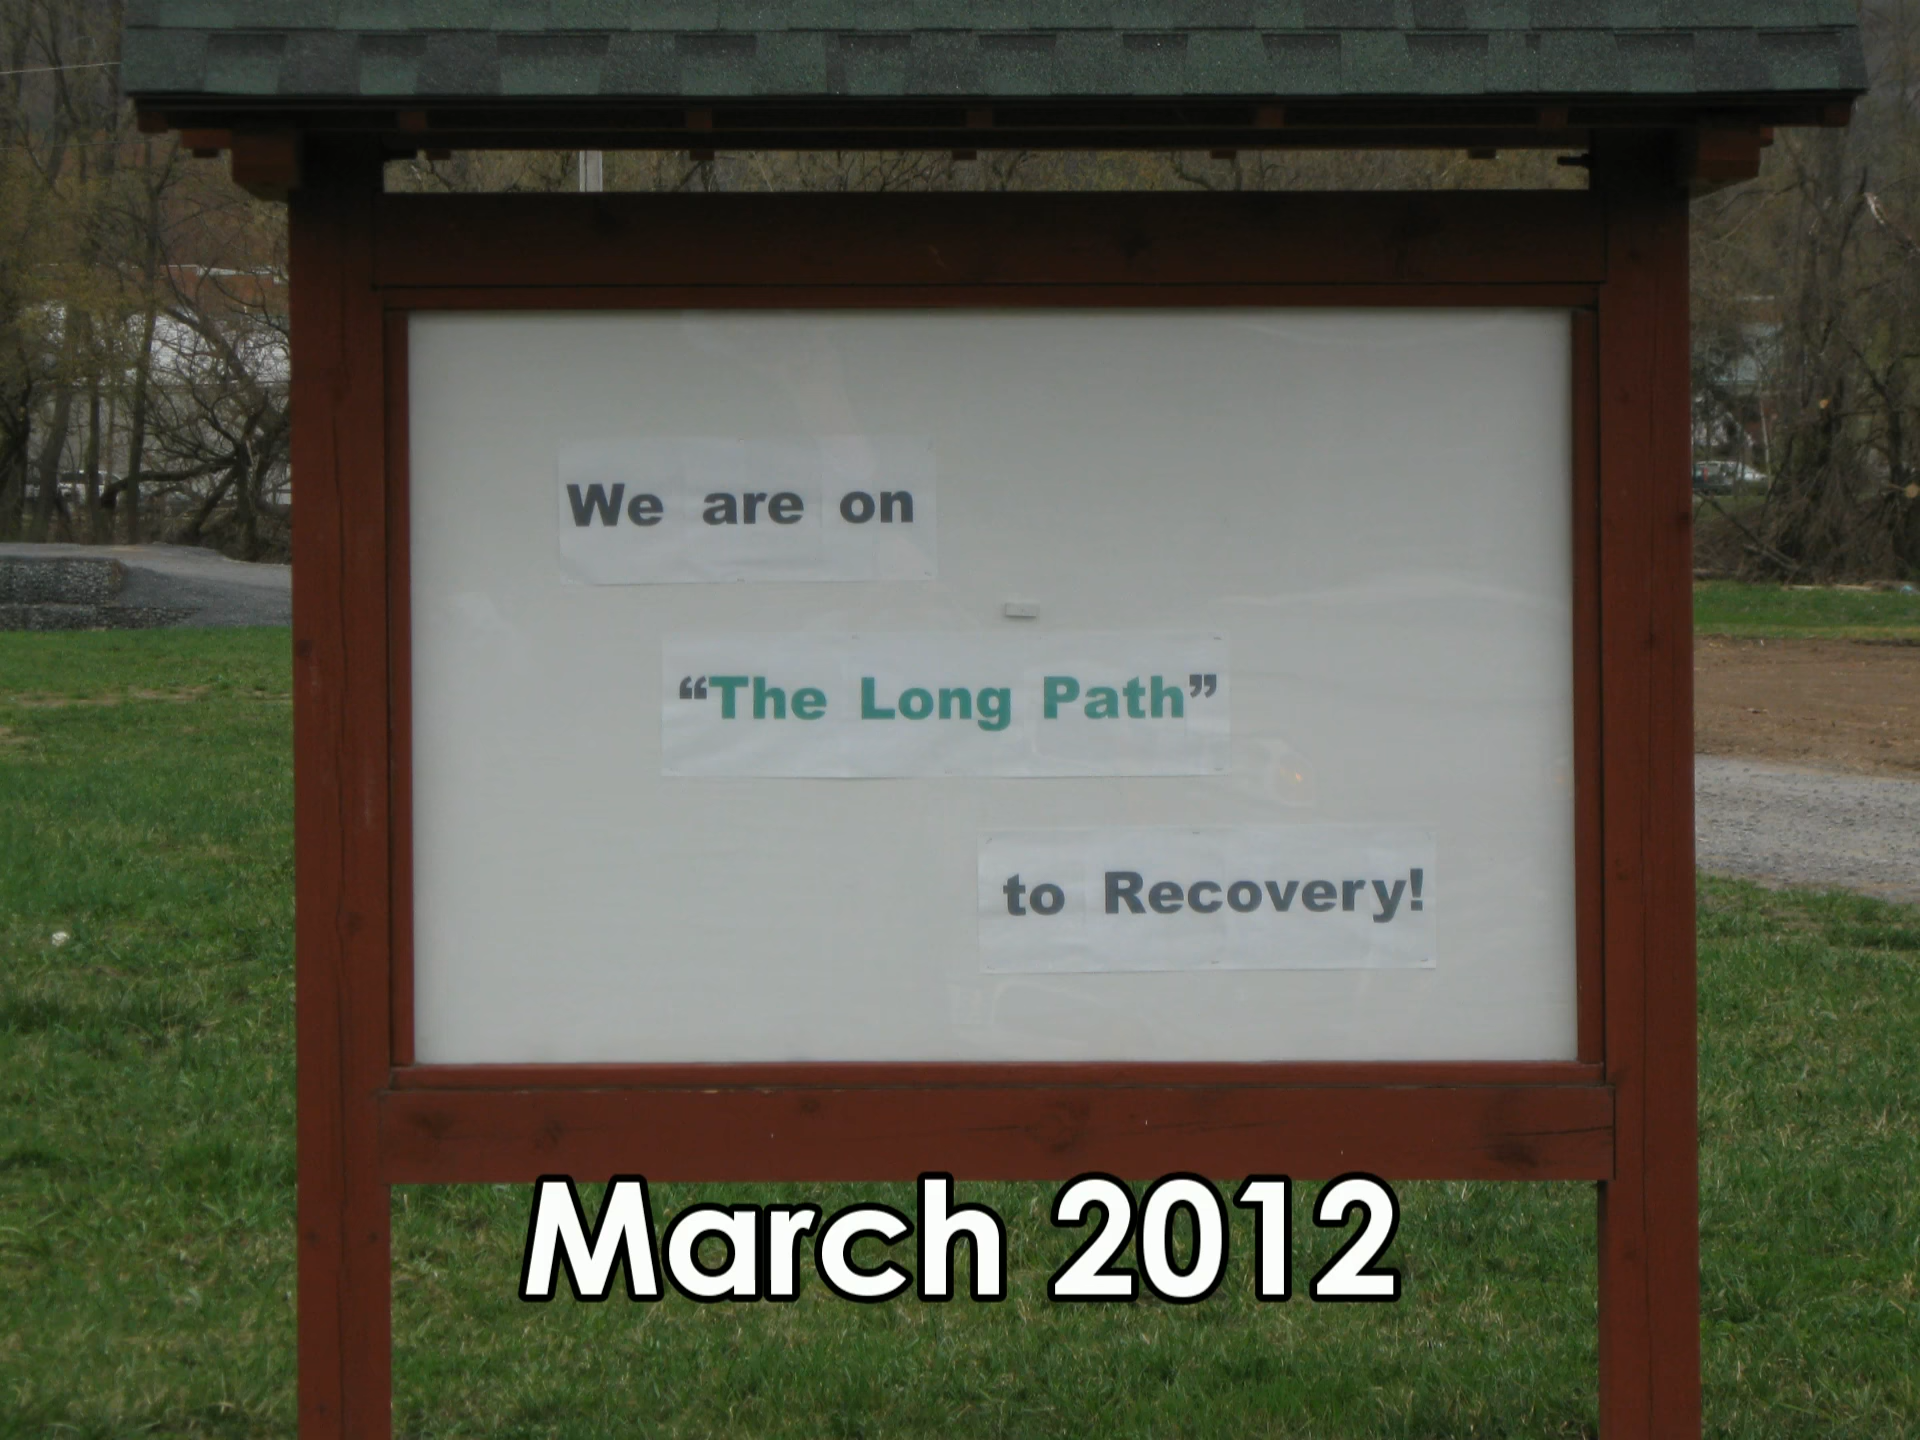 We are on
“The Long Path”
to Recovery!
March 2012